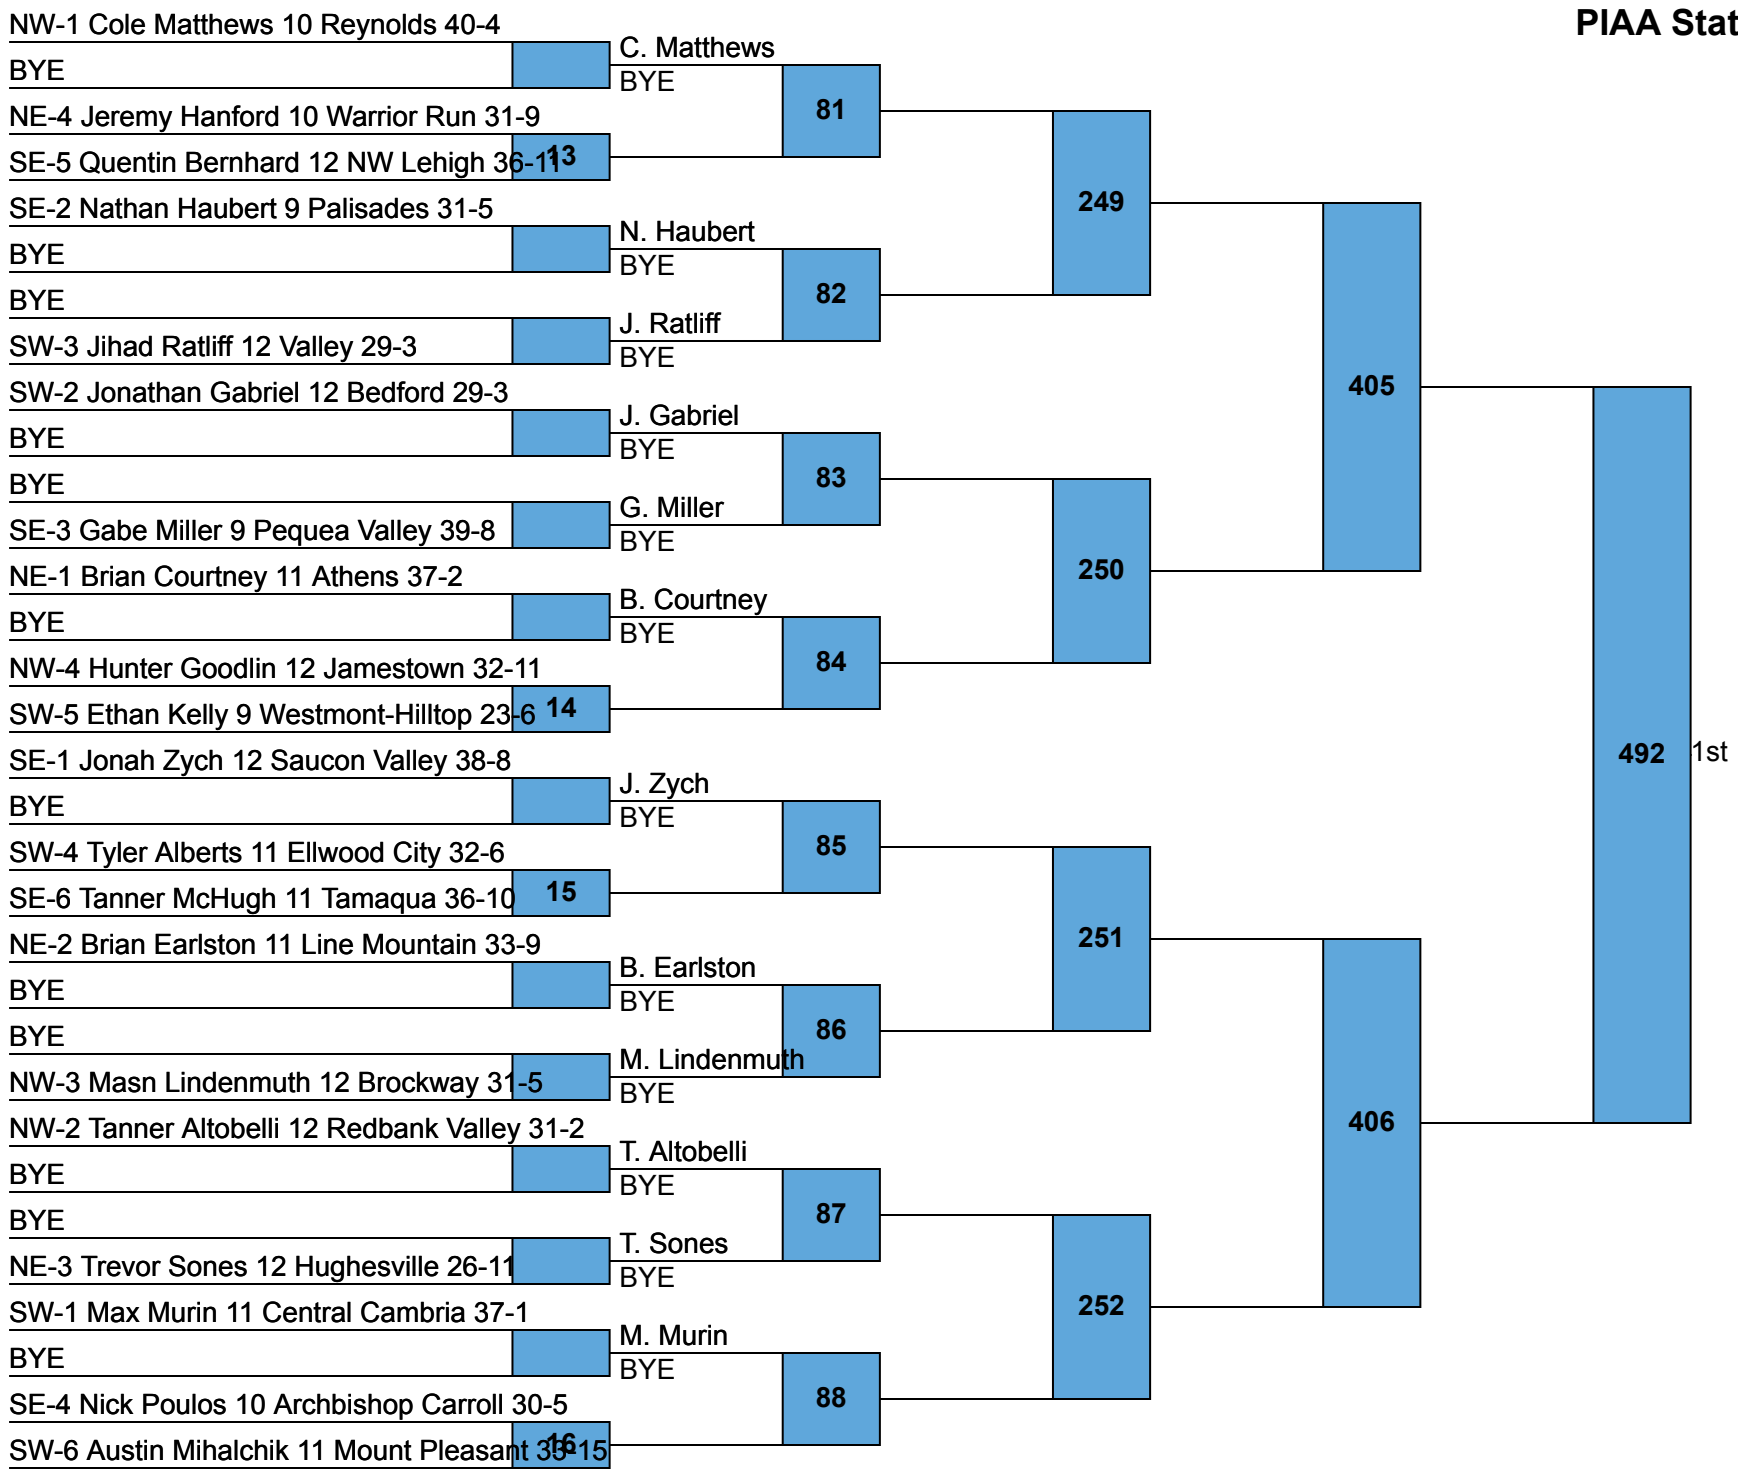 PIAA Stat
NW-1 Cole Matthews 10 Reynolds 40-4
BYE
NE-4 Jeremy Hanford 10 Warrior Run 31-9
SE-5 Quentin Bernhard 12 NW Lehigh 36-11
SE-2 Nathan Haubert 9 Palisades 31-5
BYE
BYE
SW-3 Jihad Ratliff 12 Valley 29-3
SW-2 Jonathan Gabriel 12 Bedford 29-3
BYE
BYE
SE-3 Gabe Miller 9 Pequea Valley 39-8
NE-1 Brian Courtney 11 Athens 37-2
BYE
NW-4 Hunter Goodlin 12 Jamestown 32-11
SW-5 Ethan Kelly 9 Westmont-Hilltop 23-6
SE-1 Jonah Zych 12 Saucon Valley 38-8
BYE
SW-4 Tyler Alberts 11 Ellwood City 32-6
SE-6 Tanner McHugh 11 Tamaqua 36-10
NE-2 Brian Earlston 11 Line Mountain 33-9
BYE
BYE
NW-3 Masn Lindenmuth 12 Brockway 31-5
NW-2 Tanner Altobelli 12 Redbank Valley 31-2
BYE
BYE
NE-3 Trevor Sones 12 Hughesville 26-11
SW-1 Max Murin 11 Central Cambria 37-1
BYE
SE-4 Nick Poulos 10 Archbishop Carroll 30-5
SW-6 Austin Mihalchik 11 Mount Pleasant 33-15
13
14
15
16
C. Matthews
BYE
N. Haubert
BYE
J. Ratliff
BYE
J. Gabriel
BYE
G. Miller
BYE
B. Courtney
BYE
J. Zych
BYE
B. Earlston
BYE
M. Lindenmuth
BYE
T. Altobelli
BYE
T. Sones
BYE
M. Murin
BYE
81
82
83
84
85
86
87
88
249
250
251
252
405
406
492
1st